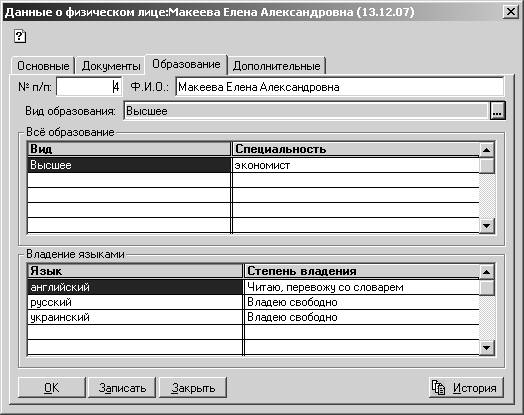 Данные о физическом лице:Макеева Елена Александровна (13.12.07)
Основные Документы Образование Дополнительные
№ п/п: 4 Ф.И.О.: Макеева Елена Александровна
Вид образования: Высшее ...
Всё образование
Вид Специальность
Высшее экономист
Владение языками
Язык Степень владения
английский Читаю, перевожу со словарем
русский Владею свободно
украинский Владею свободно
OK Записать Закрыть История